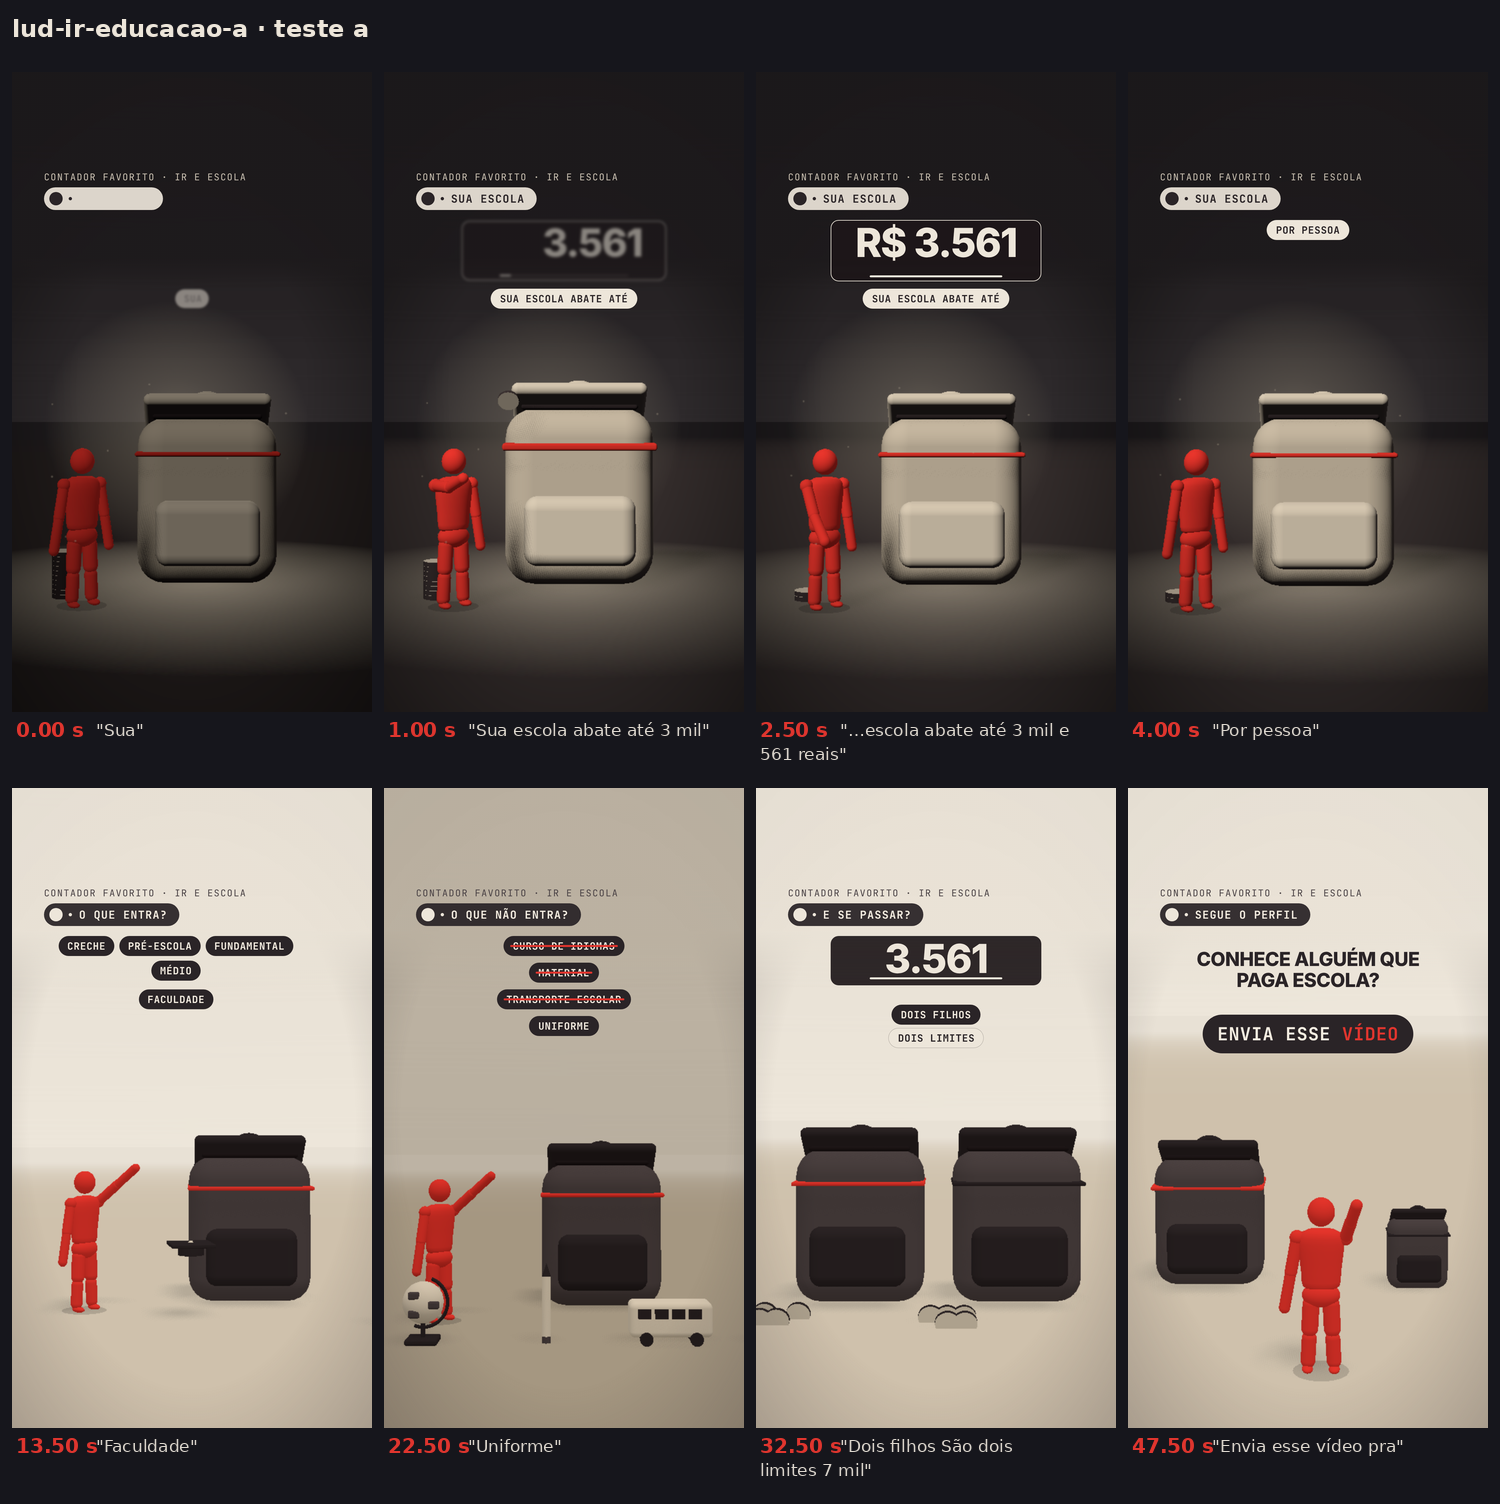 lud-ir-educacao-a · teste a
CONTADOR FAVORITO · IR E ESCOLA
•
SUA
0.00 s "Sua"
CONTADOR FAVORITO · IR E ESCOLA
• SUA ESCOLA
3.561
SUA ESCOLA ABATE ATÉ
1.00 s "Sua escola abate até 3 mil"
CONTADOR FAVORITO · IR E ESCOLA
• SUA ESCOLA
R$ 3.561
SUA ESCOLA ABATE ATÉ
2.50 s "...escola abate até 3 mil e
561 reais"
CONTADOR FAVORITO · IR E ESCOLA
• SUA ESCOLA
POR PESSOA
4.00 s "Por pessoa"
CONTADOR FAVORITO · IR E ESCOLA
• O QUE ENTRA?
CRECHE PRÉ-ESCOLA FUNDAMENTAL
MÉDIO
FACULDADE
13.50 s "Faculdade"
CONTADOR FAVORITO · IR E ESCOLA
• O QUE NÃO ENTRA?
CURSO DE IDIOMAS
MATERIAL
TRANSPORTE ESCOLAR
UNIFORME
22.50 s "Uniforme"
CONTADOR FAVORITO · IR E ESCOLA
• E SE PASSAR?
3.561
DOIS FILHOS
DOIS LIMITES
32.50 s "Dois filhos São dois
limites 7 mil"
CONTADOR FAVORITO · IR E ESCOLA
• SEGUE O PERFIL
CONHECE ALGUÉM QUE
PAGA ESCOLA?
ENVIA ESSE VÍDEO
47.50 s "Envia esse vídeo pra"